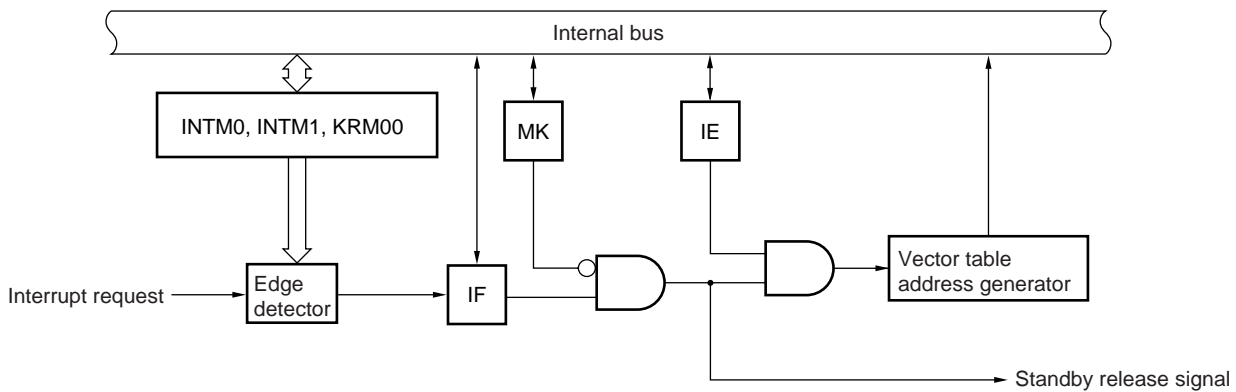 Internal bus
INTM0, INTM1, KRM00
MK
IE
Interrupt request
Edge
detector
IF
Vector table
address generator
Standby release signal